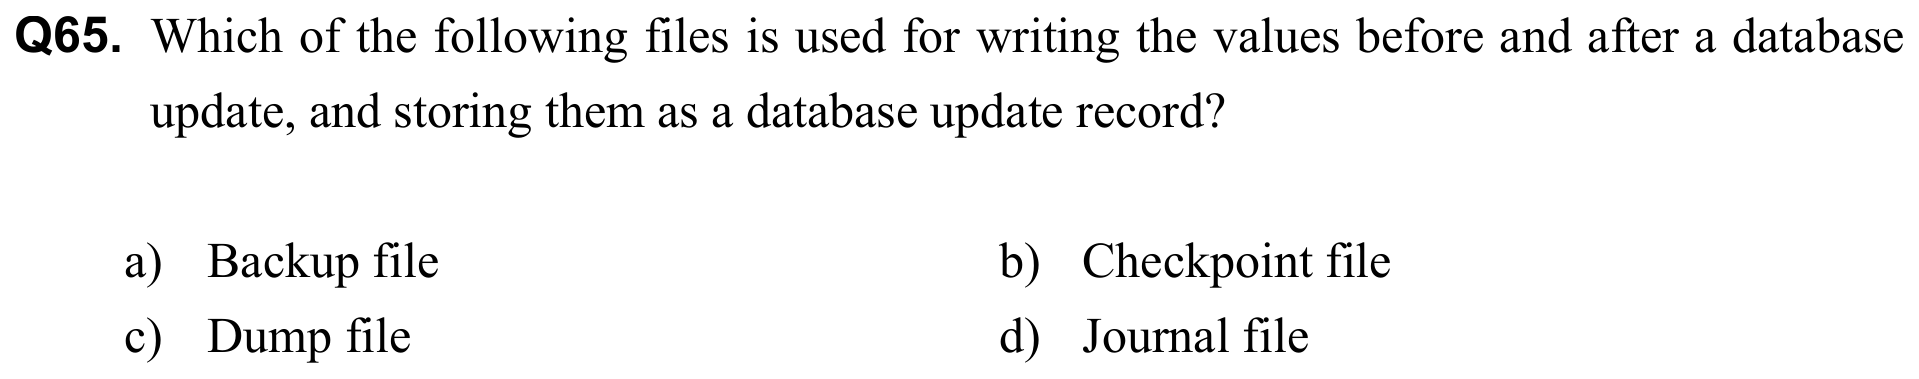 Q65. Which of the following files is used for writing the values before and after a database
update, and storing them as a database update record?
a) Backup file b) Checkpoint file
c) Dump file d) Journal file